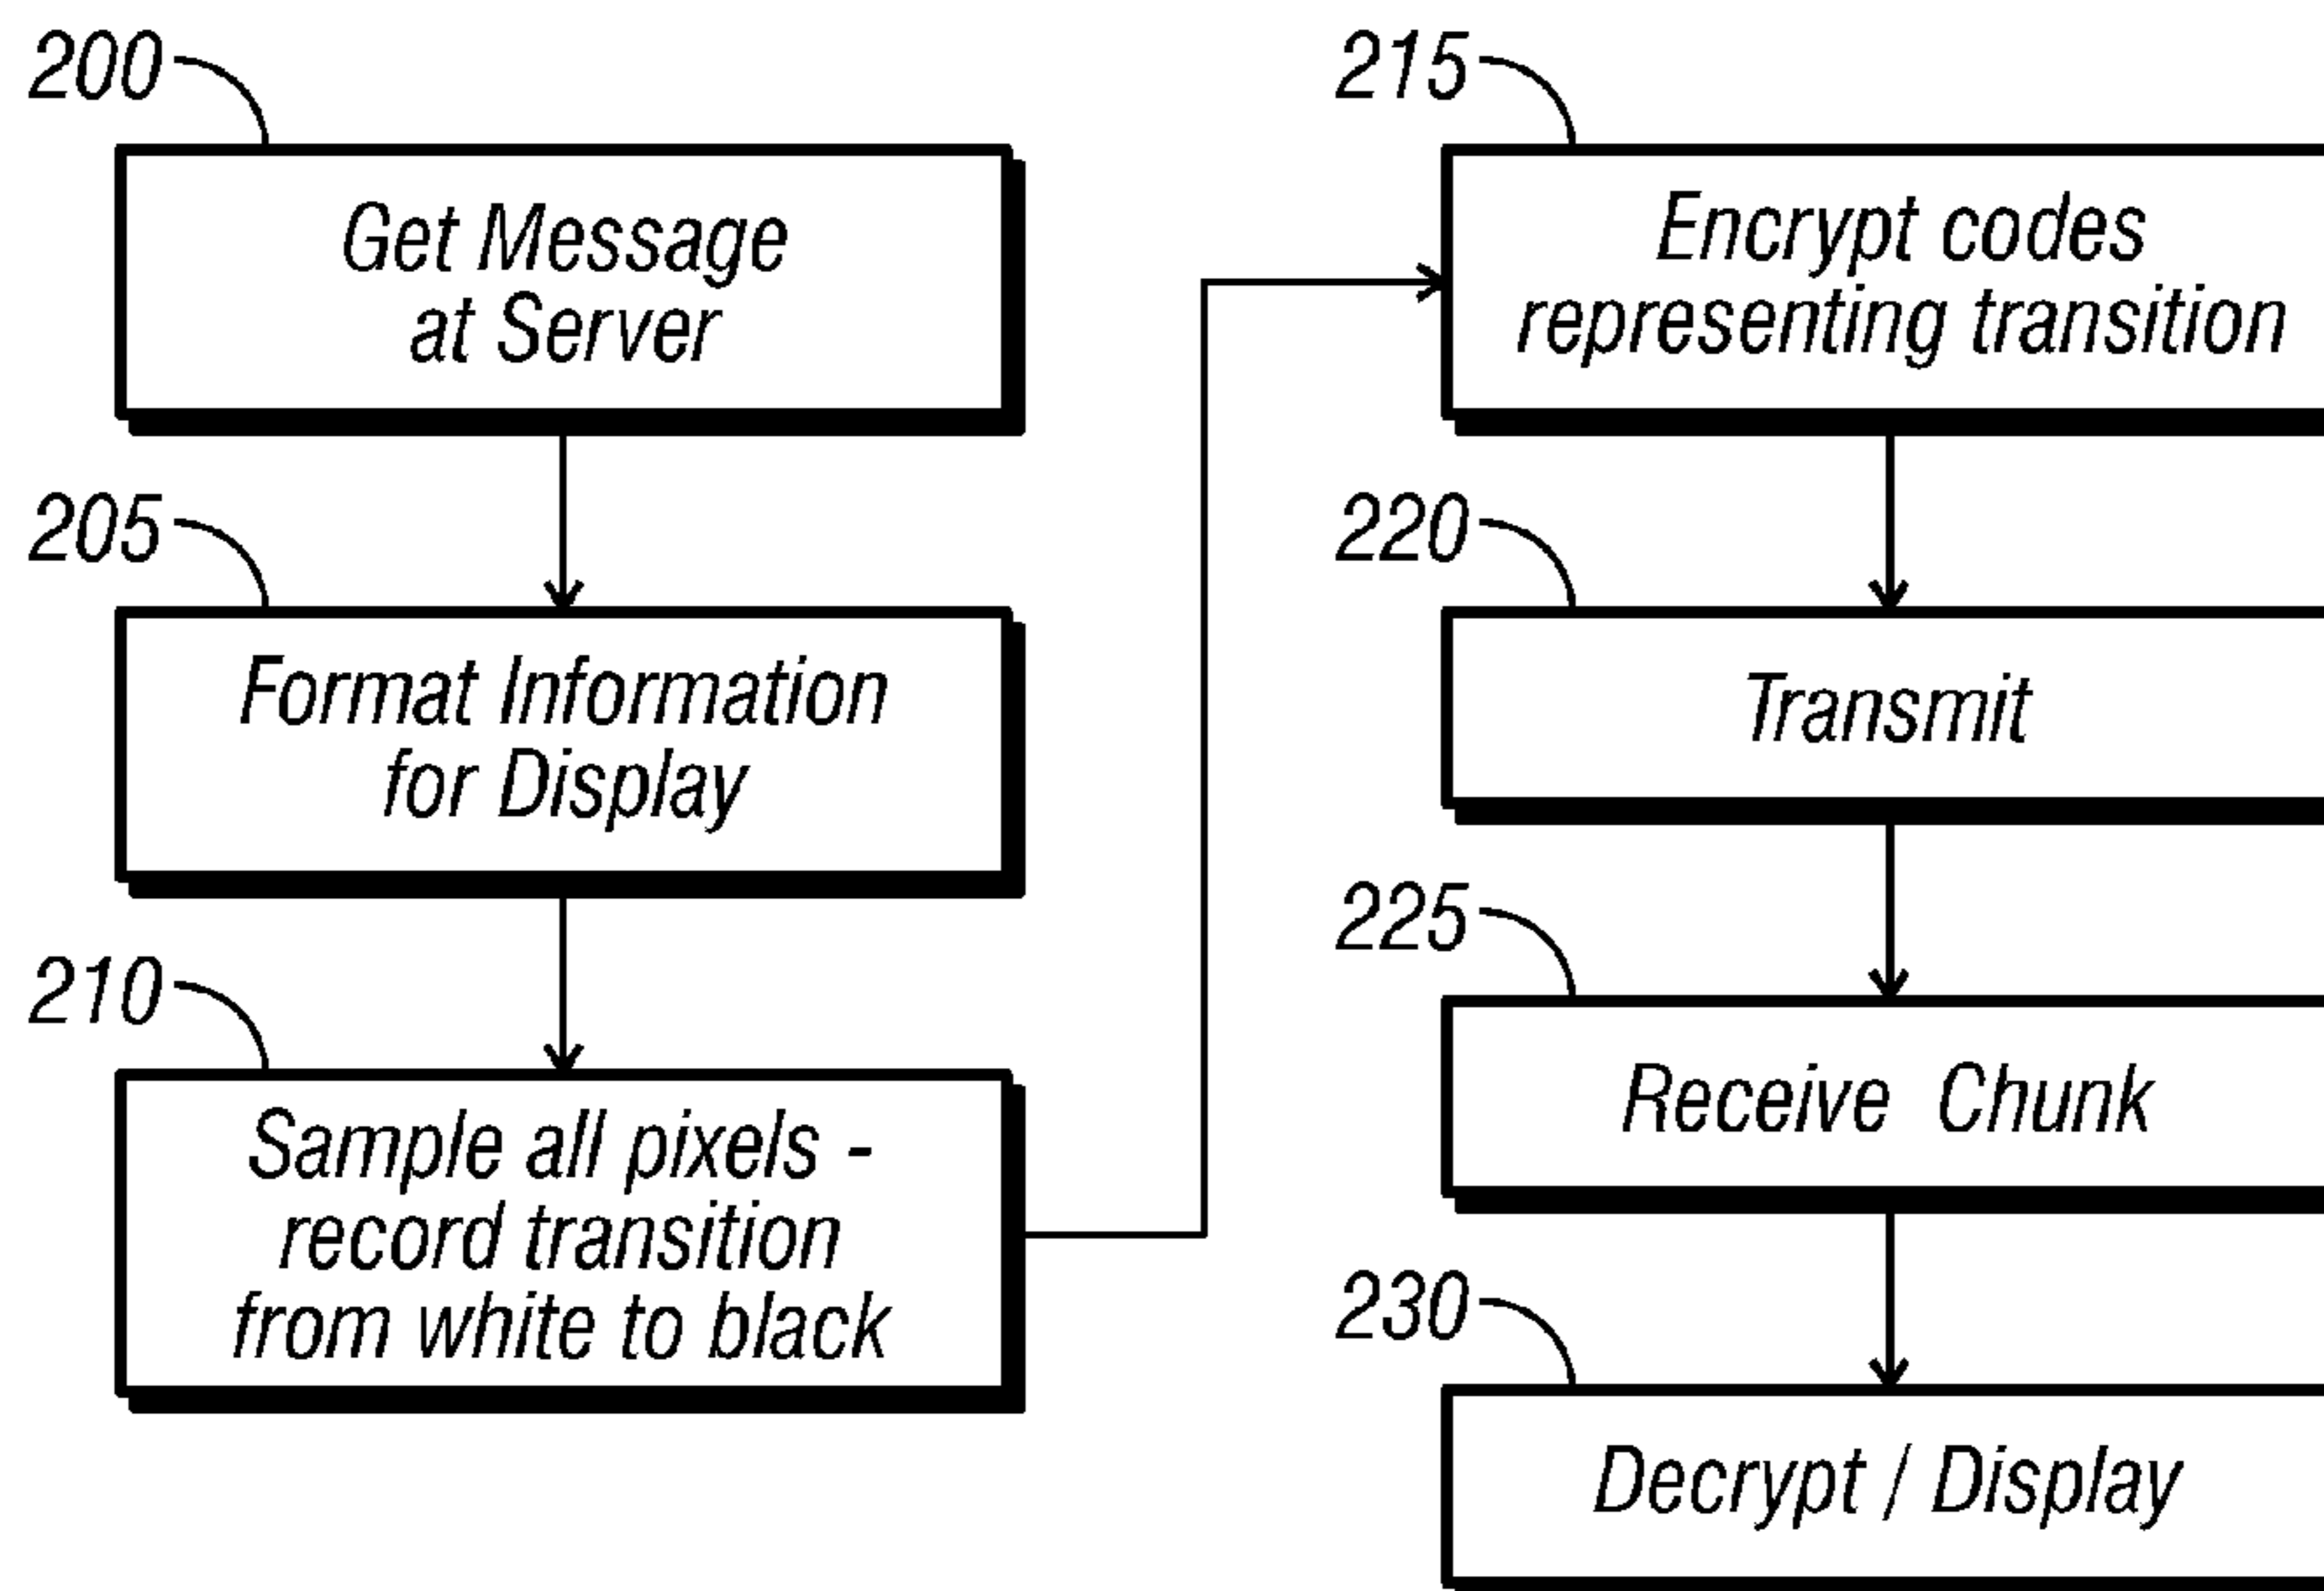 200
Get Message
at Server
205
Format Information
for Display
210
Sample all pixels -
record transition
from white to black
215
Encrypt codes
representing transition
220
Transmit
225
Receive Chunk
230
Decrypt / Display